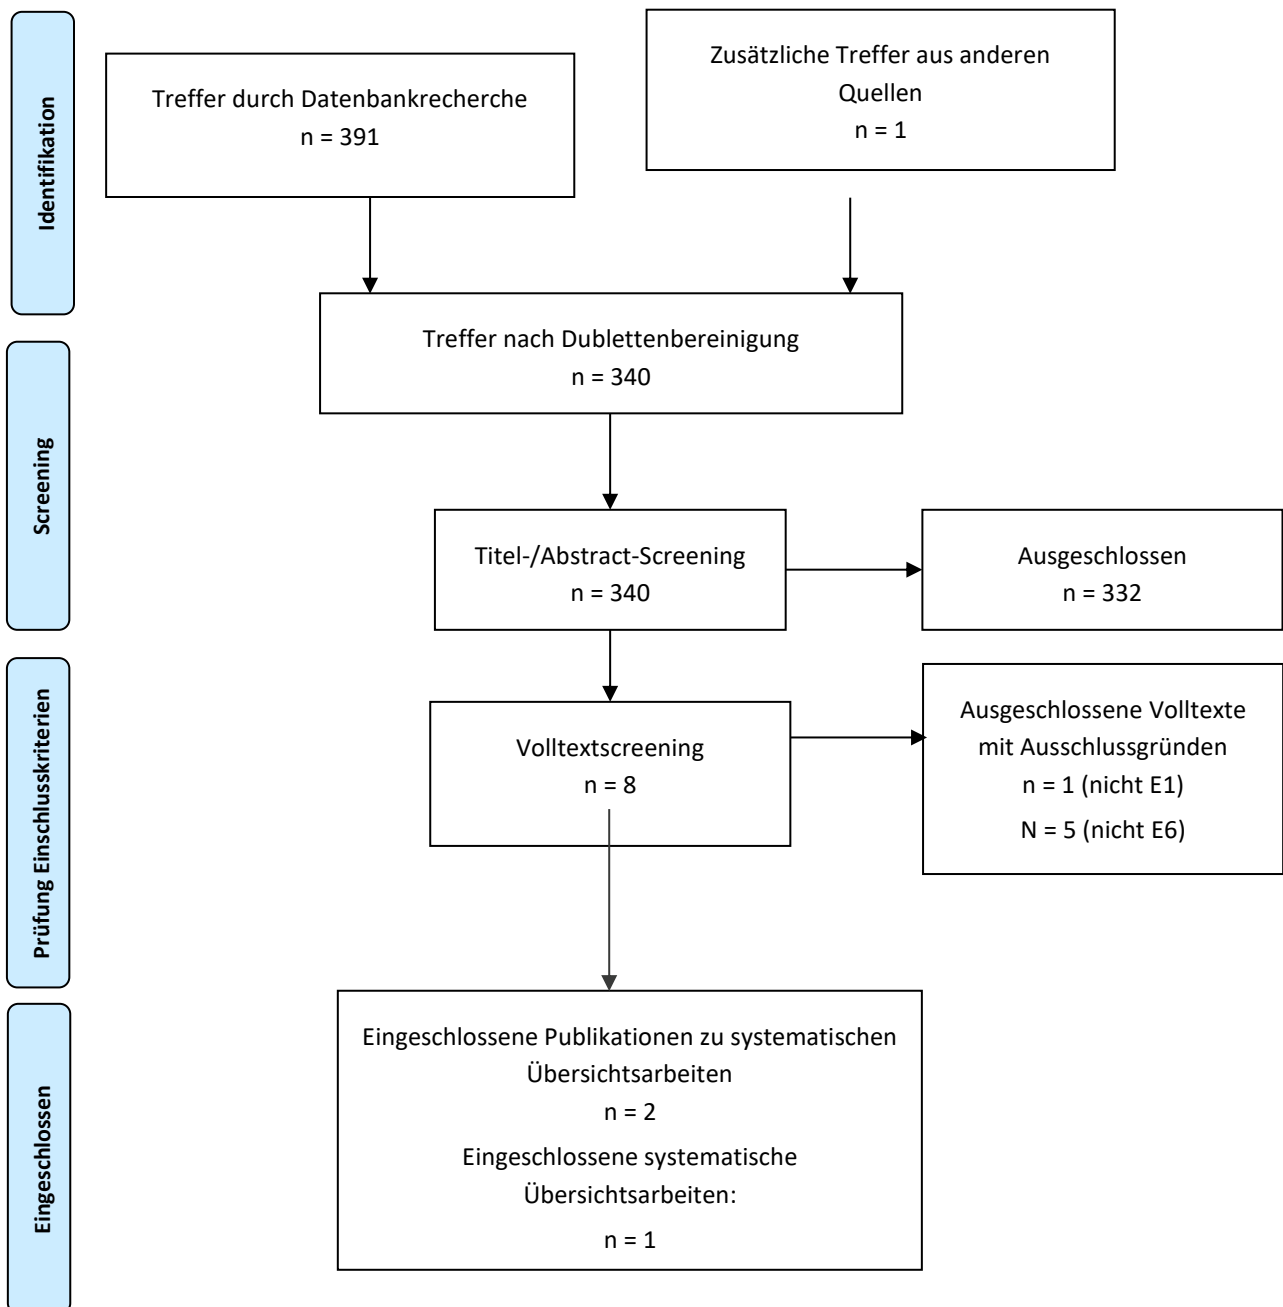 Identifikation
Treffer durch Datenbankrecherche
n = 391
Zusätzliche Treffer aus anderen
Quellen
n = 1
Treffer nach Dublettenbereinigung
n = 340
Screening
Titel-/Abstract-Screening
n = 340
Ausgeschlossen
n = 332
Prüfung Einschlusskriterien
Volltextscreening
n = 8
Ausgeschlossene Volltexte
mit Ausschlussgründen
n = 1 (nicht E1)
N = 5 (nicht E6)
Eingeschlossen
Eingeschlossene Publikationen zu systematischen
Übersichtsarbeiten
n = 2
Eingeschlossene systematische
Übersichtsarbeiten:
n = 1